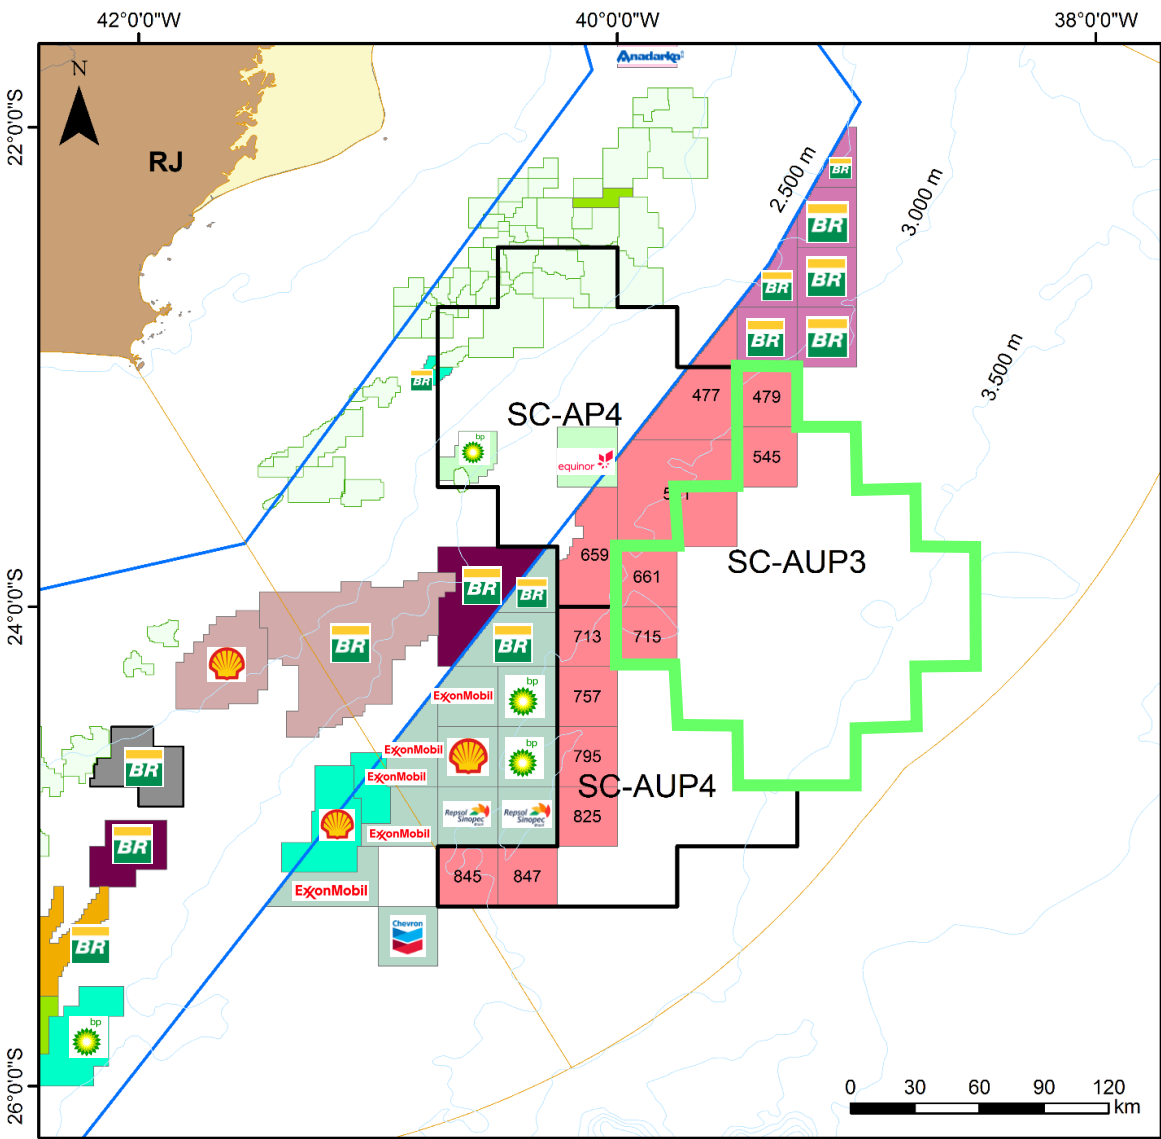 42°0'0"W
40°0'0"W
38°0'0"W
Anadarko
N
22°0'0"S
RJ
BR
2.500 m
3.000 m
BR
BR
BR
BR
BR
3.500 m
BR
477
479
SC-AP4
bp
equinor
545
659
SC-AUP3
661
BR
BR
24°0'0"S
BR
BR
713
715
ExxonMobil
bp
757
ExxonMobil
bp
795
BR
ExxonMobil
SC-AUP4
Repsol
Sinopec
Repsol
Sinopec
825
ExxonMobil
BR
845
847
ExxonMobil
Chevron
BR
bp
26°0'0"S
0 30 60 90 120
km